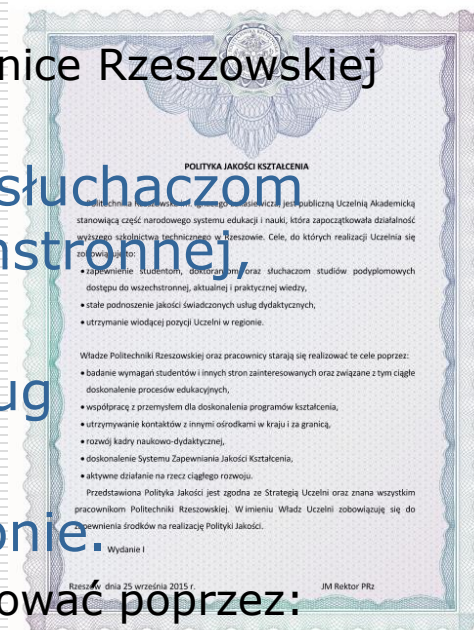 nice Rzeszowskiej
słuchaczom
nstronnej,
ug
onie.
ować poprzez:
POLITYKA JAKOŚCI KSZTAŁCENIA
Politechnika Rzeszowska im. Ignacego Łukasiewicza jest publiczną Uczelnią Akademicką
stanowiącą część narodowego systemu edukacji i nauki, która zapoczątkowała działalność
wyższego szkolnictwa technicznego w Rzeszowie. Cele, do których realizacji Uczelnia się
zobowiązuje to:
• zapewnienie studentom, doktorantom oraz słuchaczom studiów podyplomowych
dostępu do wszechstronnej, aktualnej i praktycznej wiedzy,
• stałe podnoszenie jakości świadczonych usług dydaktycznych,
• utrzymanie wiodącej pozycji Uczelni w regionie.
Władze Politechniki Rzeszowskiej oraz pracownicy starają się realizować te cele poprzez:
• badanie wymagań studentów i innych stron zainteresowanych oraz związane z tym ciągłe
doskonalenie procesów edukacyjnych,
• współpracę z przemysłem dla doskonalenia programów kształcenia,
• utrzymywanie kontaktów z innymi ośrodkami w kraju i za granicą,
• rozwój kadry naukowo-dydaktycznej,
• doskonalenie Systemu Zapewniania Jakości Kształcenia,
• aktywne działanie na rzecz ciągłego rozwoju.
Przedstawiona Polityka Jakości jest zgodna ze Strategią Uczelni oraz znana wszystkim
pracownikom Politechniki Rzeszowskiej. W imieniu Władz Uczelni zobowiązuję się do
zapewnienia środków na realizację Polityki Jakości.
Wydanie I
Rzeszów dnia 25 września 2015 r. JM Rektor PRz